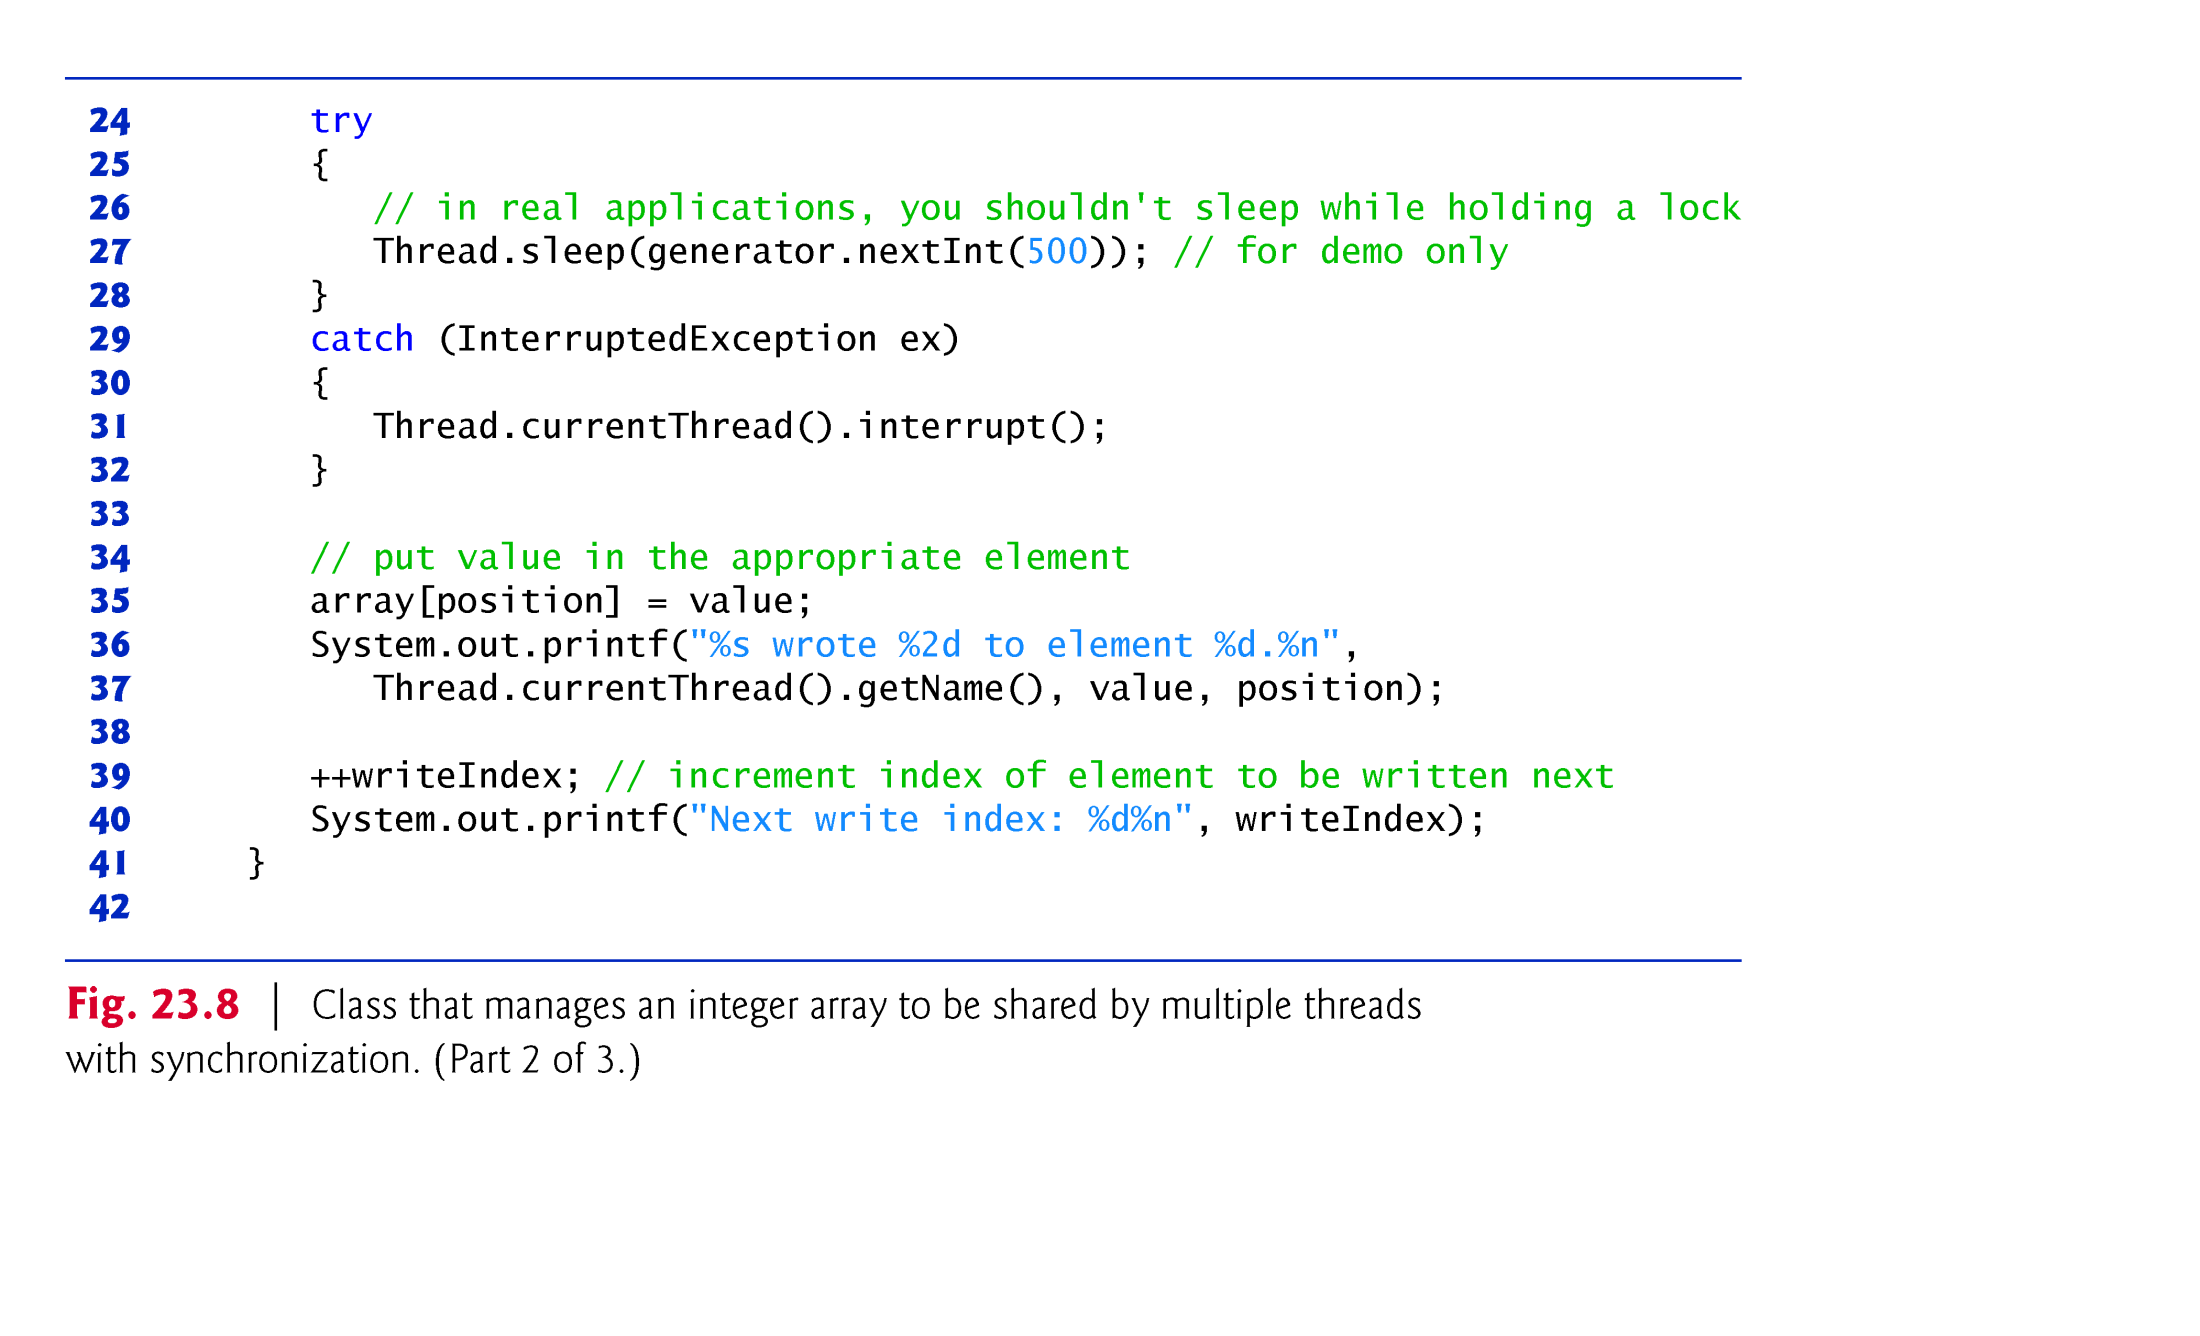 24 try
25 {
26 // in real applications, you shouldn't sleep while holding a lock
27 Thread.sleep(generator.nextInt(500)); // for demo only
28 }
29 catch (InterruptedException ex)
30 {
31 Thread.currentThread().interrupt();
32 }
33
34 // put value in the appropriate element
35 array[position] = value;
36 System.out.printf("%s wrote %2d to element %d.%n",
37 Thread.currentThread().getName(), value, position);
38
39 ++writeIndex; // increment index of element to be written next
40 System.out.printf("Next write index: %d%n", writeIndex);
41 }
42
Fig. 23.8 | Class that manages an integer array to be shared by multiple threads
with synchronization. (Part 2 of 3.)